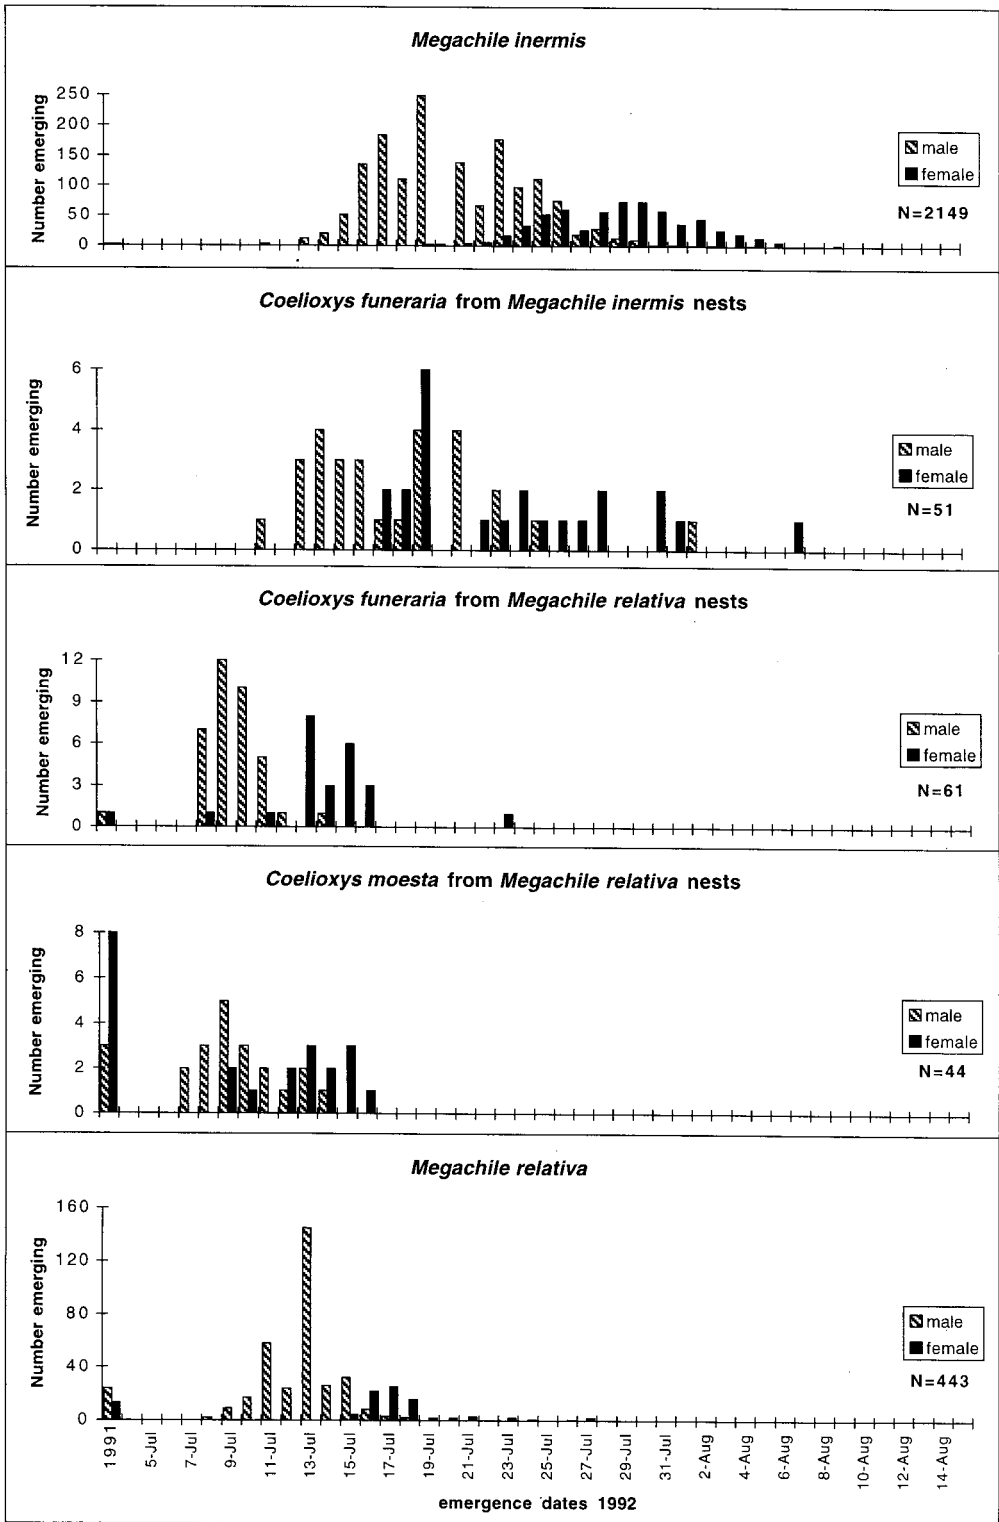 Megachile inermis
Number emerging
250
200
150
100
50
0
male
female
N=2149
Coelioxys funeraria from Megachile inermis nests
Number emerging
6
4
2
0
male
female
N=51
Coelioxys funeraria from Megachile relativa nests
Number emerging
12
9
6
3
0
male
female
N=61
Coelioxys moesta from Megachile relativa nests
Number emerging
8
6
4
2
0
male
female
N=44
Megachile relativa
Number emerging
160
120
80
40
0
male
female
N=443
1991
5-Jul
7-Jul
9-Jul
11-Jul
13-Jul
15-Jul
17-Jul
19-Jul
21-Jul
23-Jul
25-Jul
27-Jul
29-Jul
31-Jul
2-Aug
4-Aug
6-Aug
8-Aug
10-Aug
12-Aug
14-Aug
emergence dates 1992